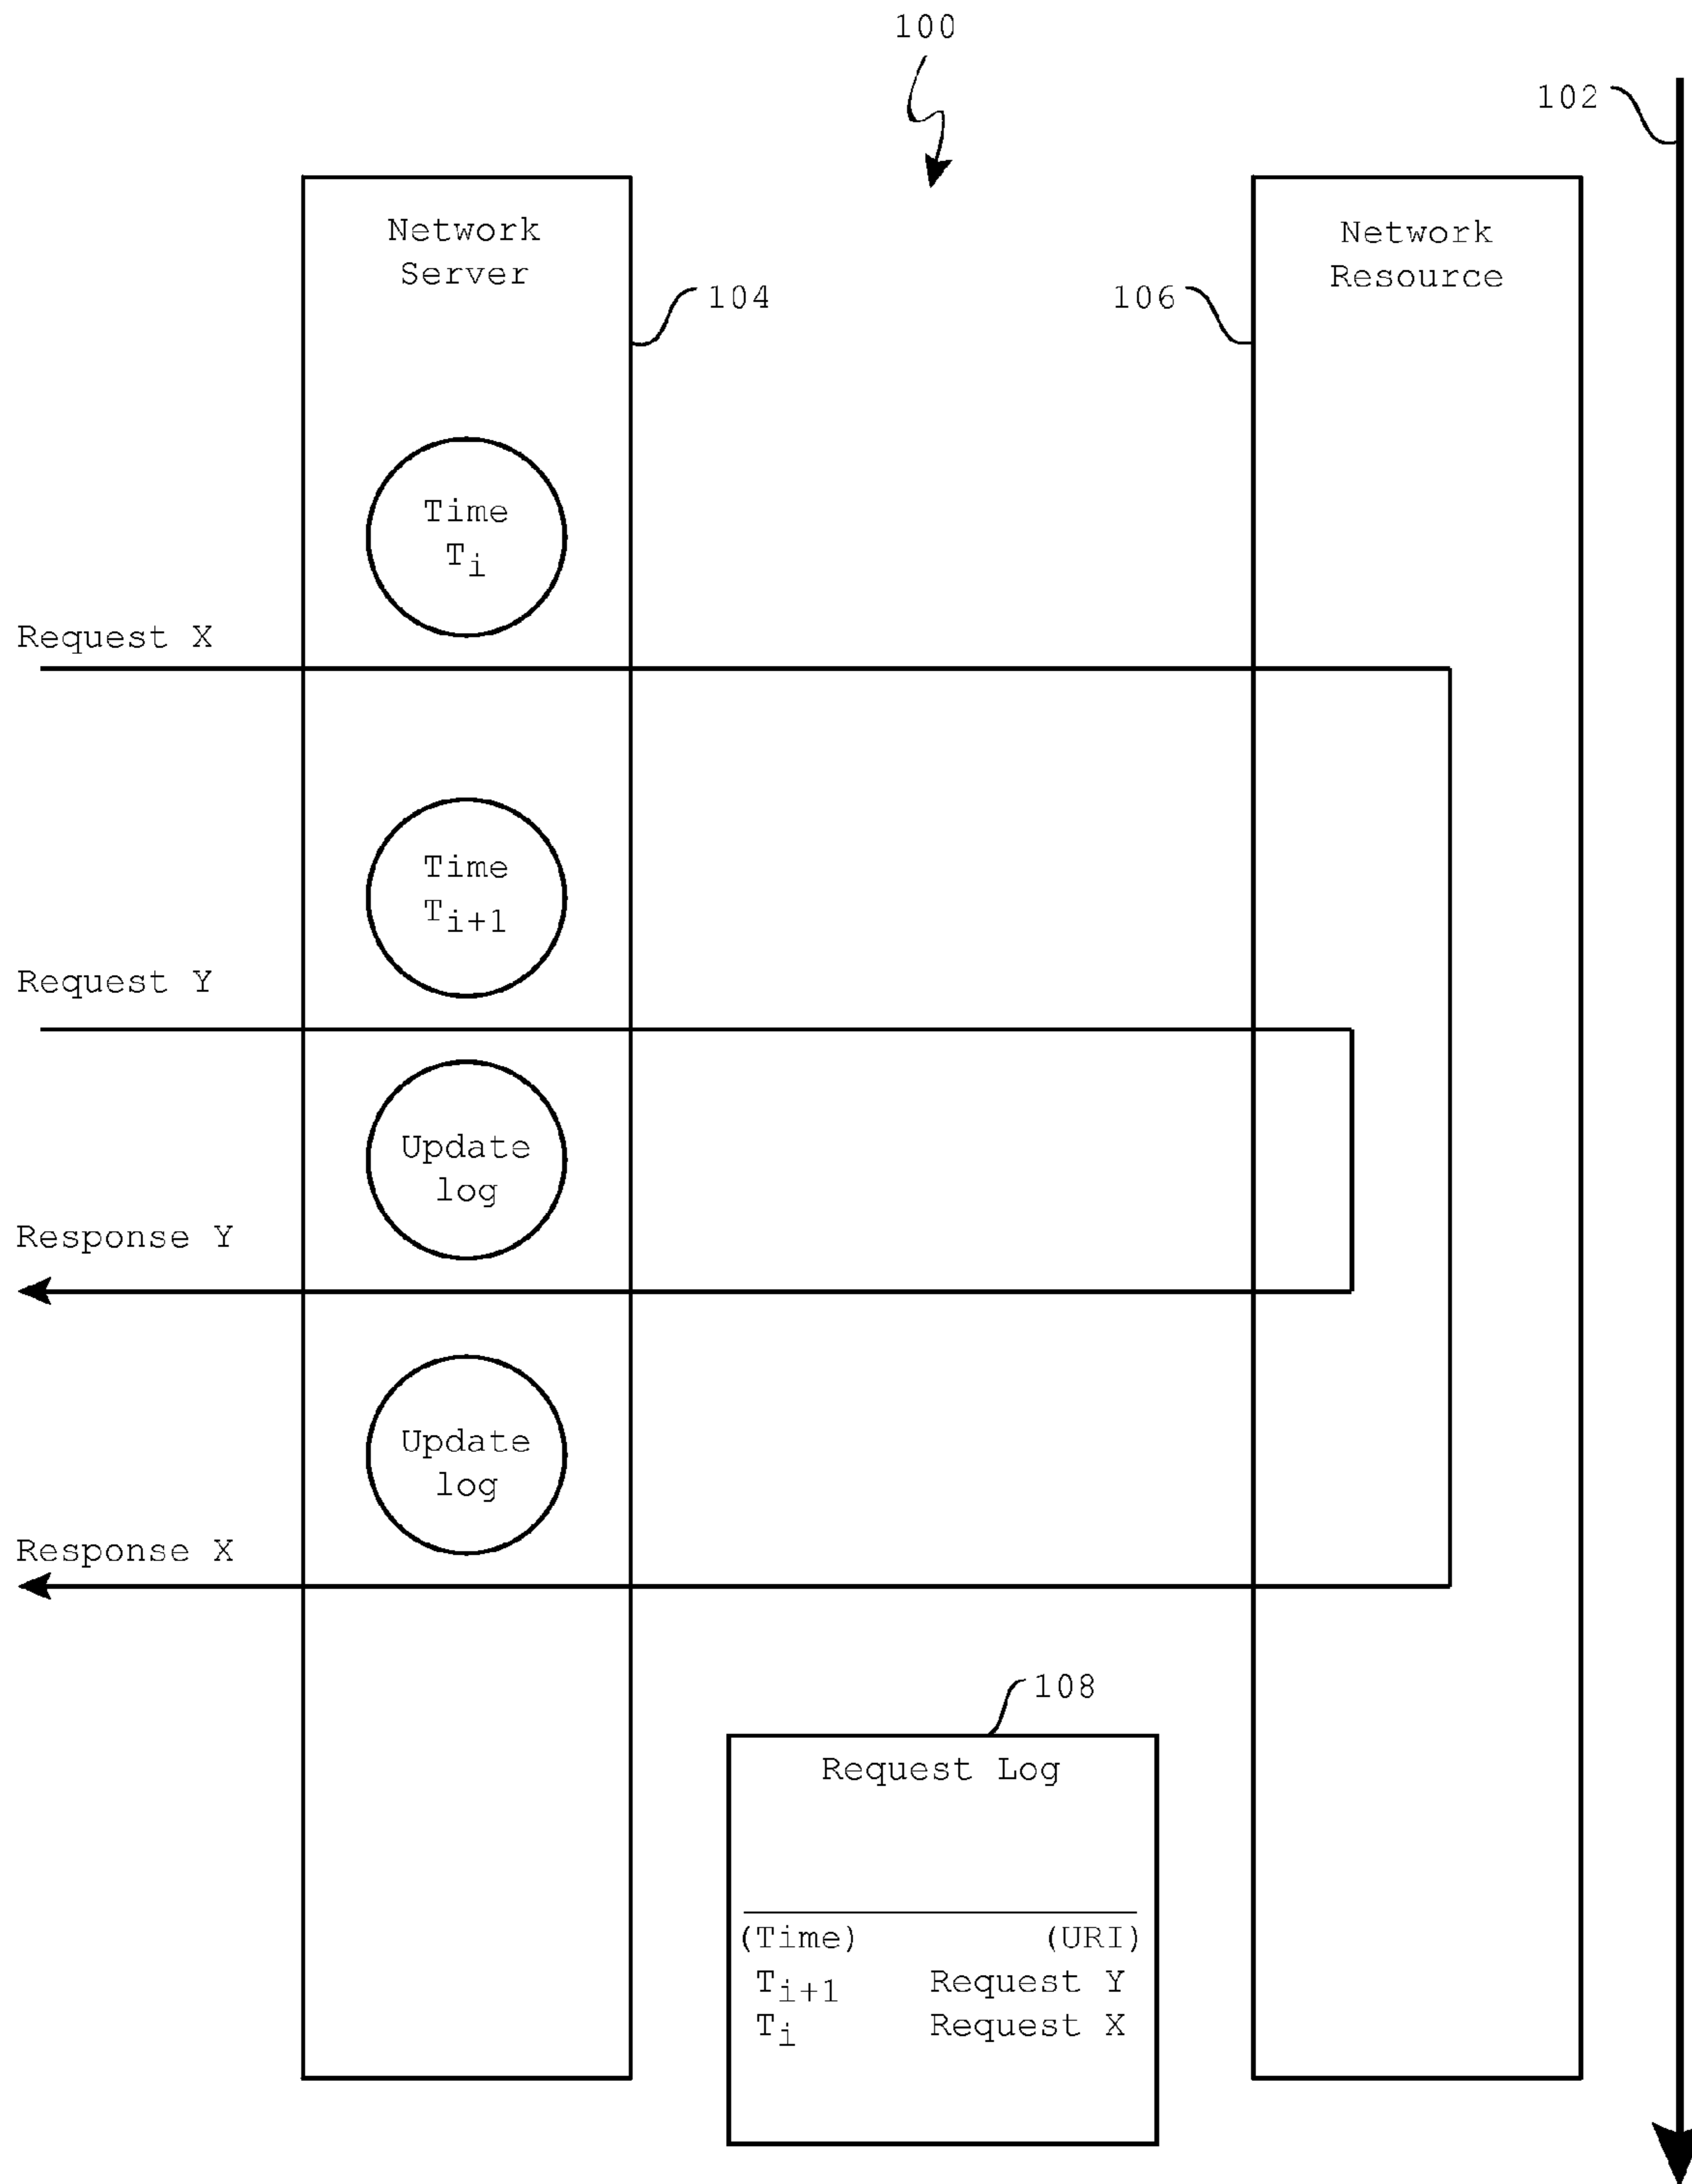 100
102
Network
Server
Network
Resource
104
106
Time
Ti
Request X
Time
Ti+1
Request Y
Update
log
Response Y
Update
log
Response X
108
Request Log
(Time) (URI)
Ti+1 Request Y
Ti Request X